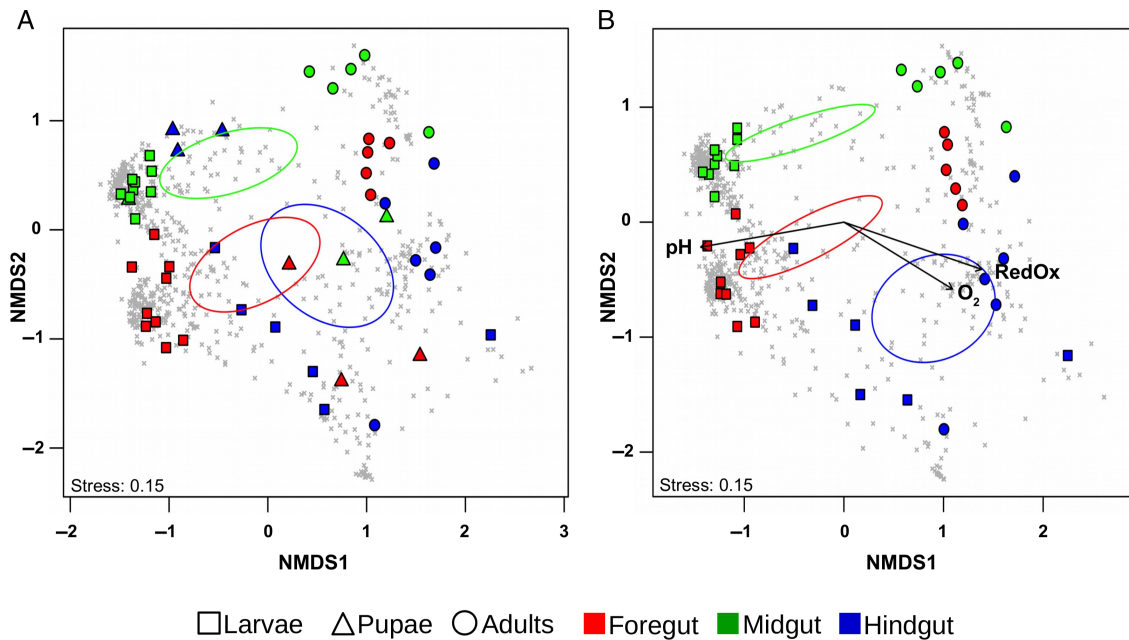 A
B
NMDS2
1
0
–1
–2
Stress: 0.15
–2 –1 0 1 2 3
NMDS1
NMDS2
1
0
–1
–2
pH
RedOx
O2
Stress: 0.15
–1 0 1 2
NMDS1
Larvae Pupae Adults Foregut Midgut Hindgut